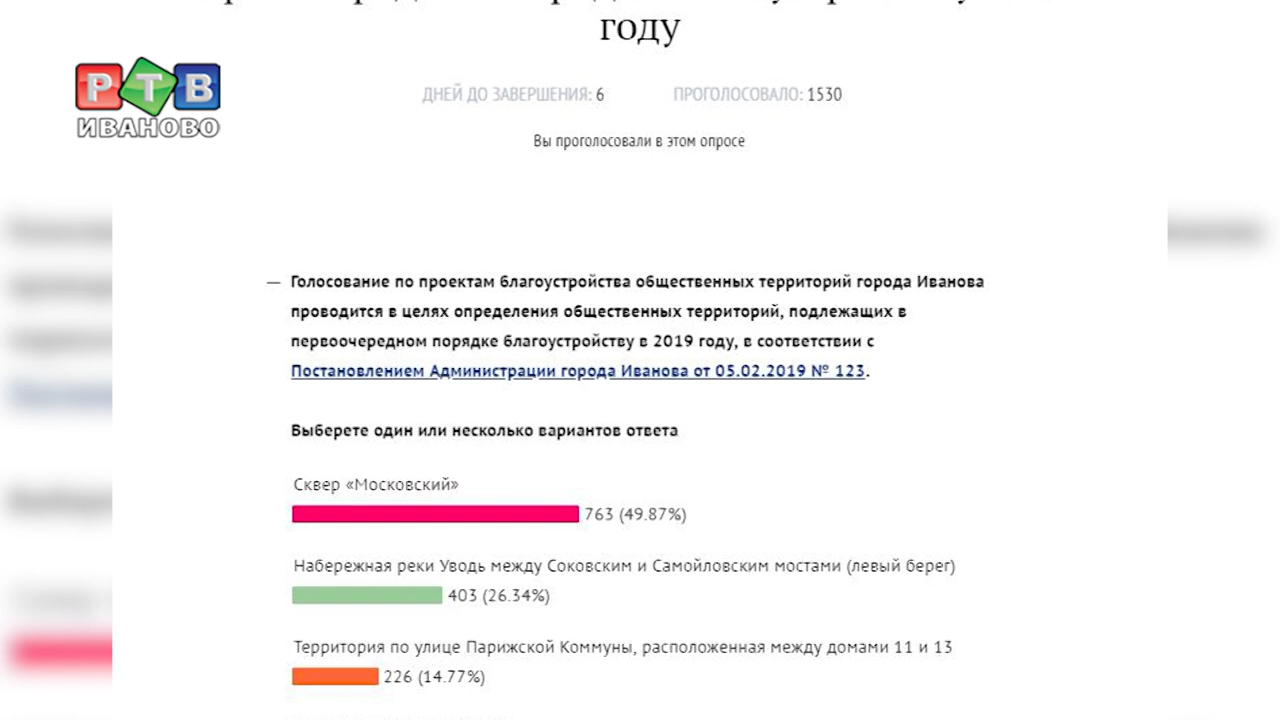 году
Р Т В
ИВАНОВО
ДНЕЙ ДО ЗАВЕРШЕНИЯ: 6 ПРОГОЛОСОВАЛО: 1530
Вы проголосовали в этом опросе
— Голосование по проектам благоустройства общественных территорий города Иванова
проводится в целях определения общественных территорий, подлежащих в
первоочередном порядке благоустройству в 2019 году, в соответствии с
Постановлением Администрации города Иванова от 05.02.2019 № 123.
Выберете один или несколько вариантов ответа
Сквер «Московский»
763 (49.87%)
Набережная реки Уводь между Соковским и Самойловским мостами (левый берег)
403 (26.34%)
Территория по улице Парижской Коммуны, расположенная между домами 11 и 13
226 (14.77%)